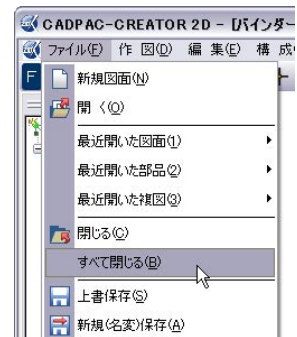 CADPAC-CREATOR 2D - [バインダー
ファイル(F) 作 図(D) 編 集(E) 構 成
新規図面(N)
開 く(O)
最近開いた図面(1)
最近開いた部品(2)
最近開いた複図(3)
閉じる(C)
すべて閉じる(B)
上書保存(S)
新規(名変)保存(A)